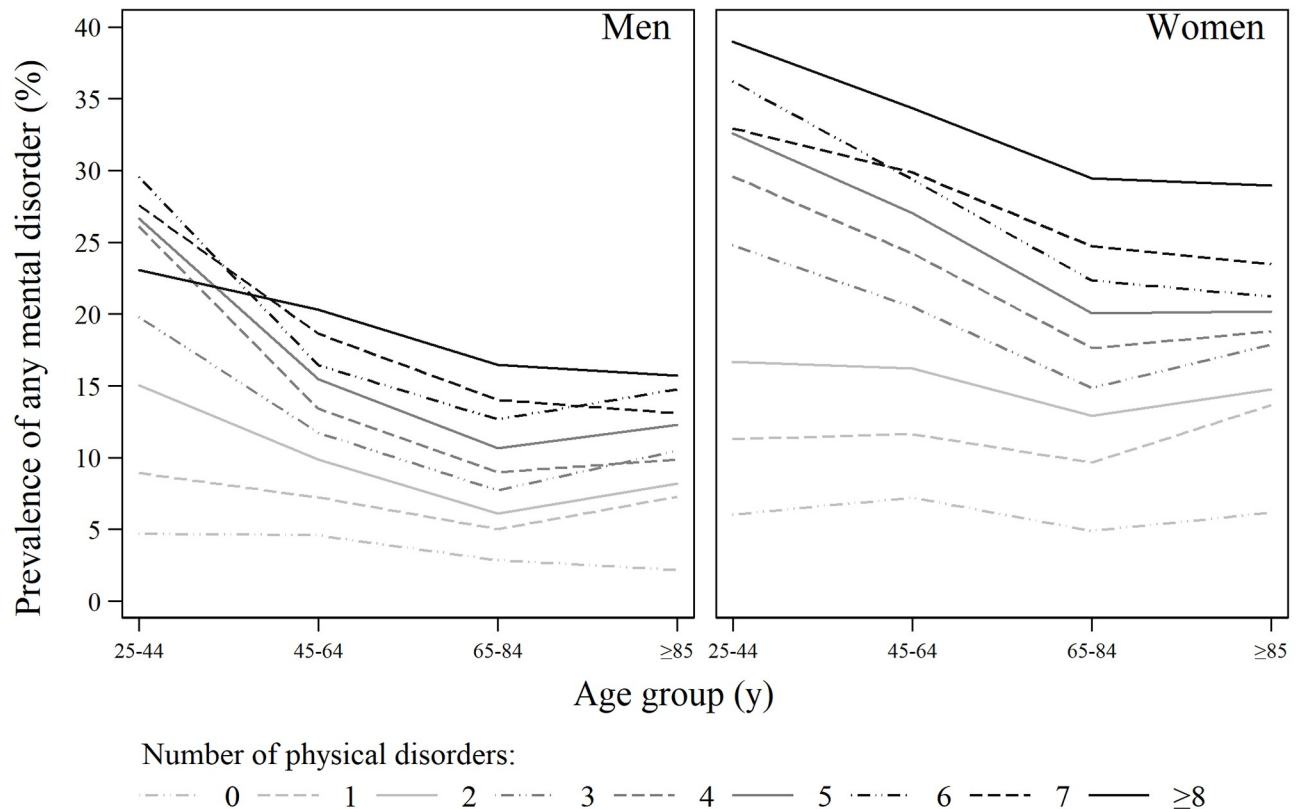 Men
Women
Prevalence of any mental disorder (%)
40
35
30
25
20
15
10
5
0
25-44 45-64 65-84 ≥85
25-44 45-64 65-84 ≥85
Age group (y)
Number of physical disorders:
0 1 2 3 4 5 6 7 ≥8